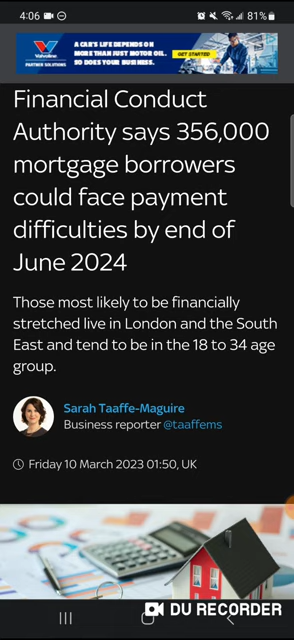 4:06
81%
Valvoline
PARTNER SOLUTIONS
A CAR'S LIFE DEPENDS ON
MORE THAN JUST MOTOR OIL.
SO DOES YOUR BUSINESS.
GET STARTED
Financial Conduct
Authority says 356,000
mortgage borrowers
could face payment
difficulties by end of
June 2024
Those most likely to be financially
stretched live in London and the South
East and tend to be in the 18 to 34 age
group.
Sarah Taaffe-Maguire
Business reporter @taaffems
Friday 10 March 2023 01:50, UK
DU RECORDER